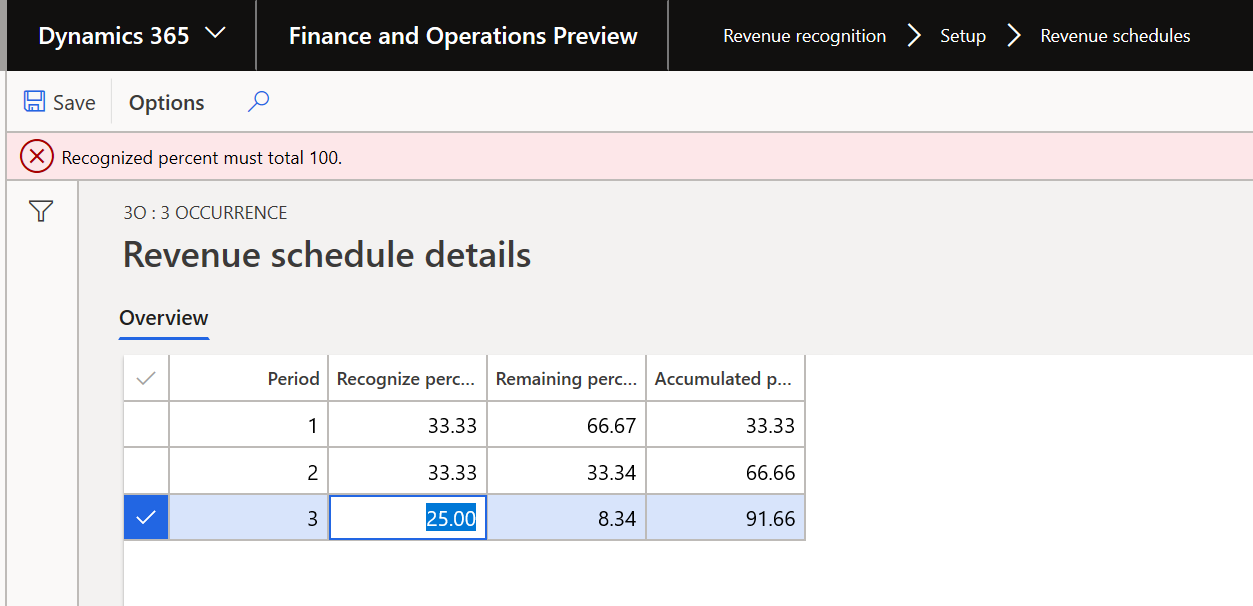 Dynamics 365 Finance and Operations Preview Revenue recognition Setup Revenue schedules
Save Options
Recognized percent must total 100.
3O : 3 OCCURRENCE
Revenue schedule details
Overview
Period Recognize perc... Remaining perc... Accumulated p...
1 33.33 66.67 33.33
2 33.33 33.34 66.66
3 25.00 8.34 91.66